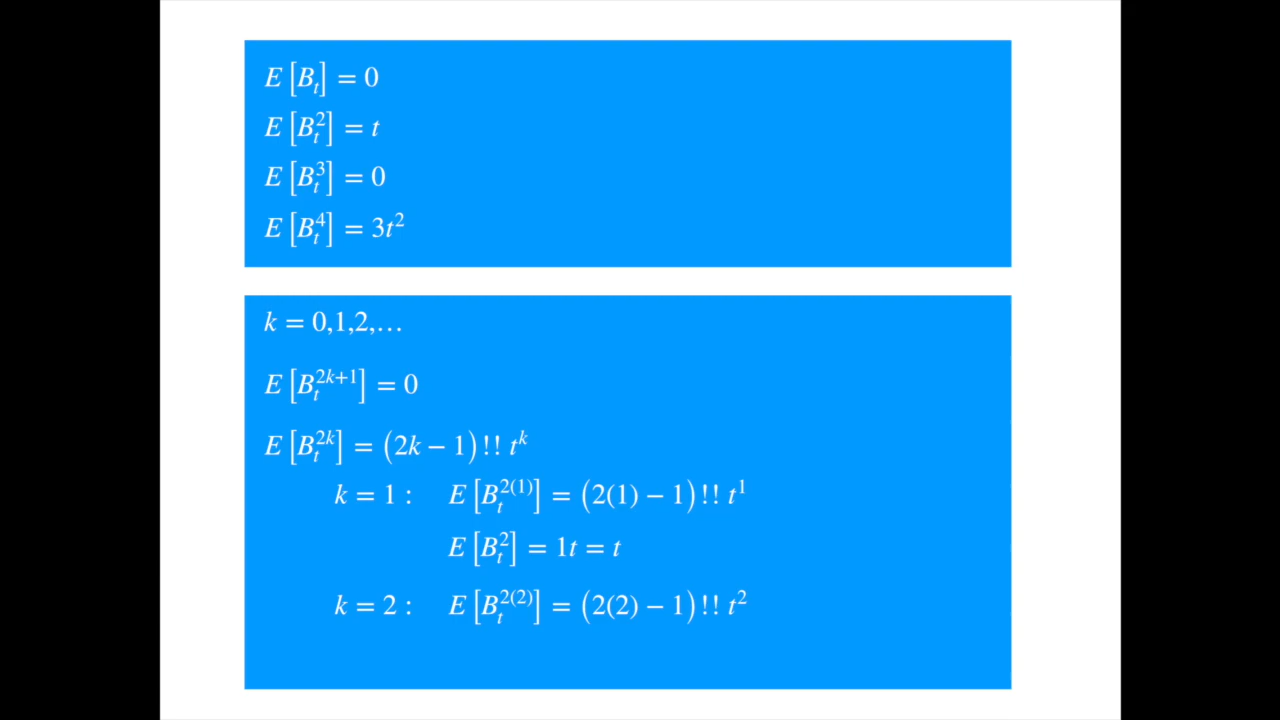 E [B_t] = 0
E [B_t^2] = t
E [B_t^3] = 0
E [B_t^4] = 3t^2
k = 0,1,2,…
E [B_t^{2k+1}] = 0
E [B_t^{2k}] = (2k − 1)!! t^k
k = 1 : E [B_t^{2(1)}] = (2(1) − 1)!! t^1
E [B_t^2] = 1t = t
k = 2 : E [B_t^{2(2)}] = (2(2) − 1)!! t^2